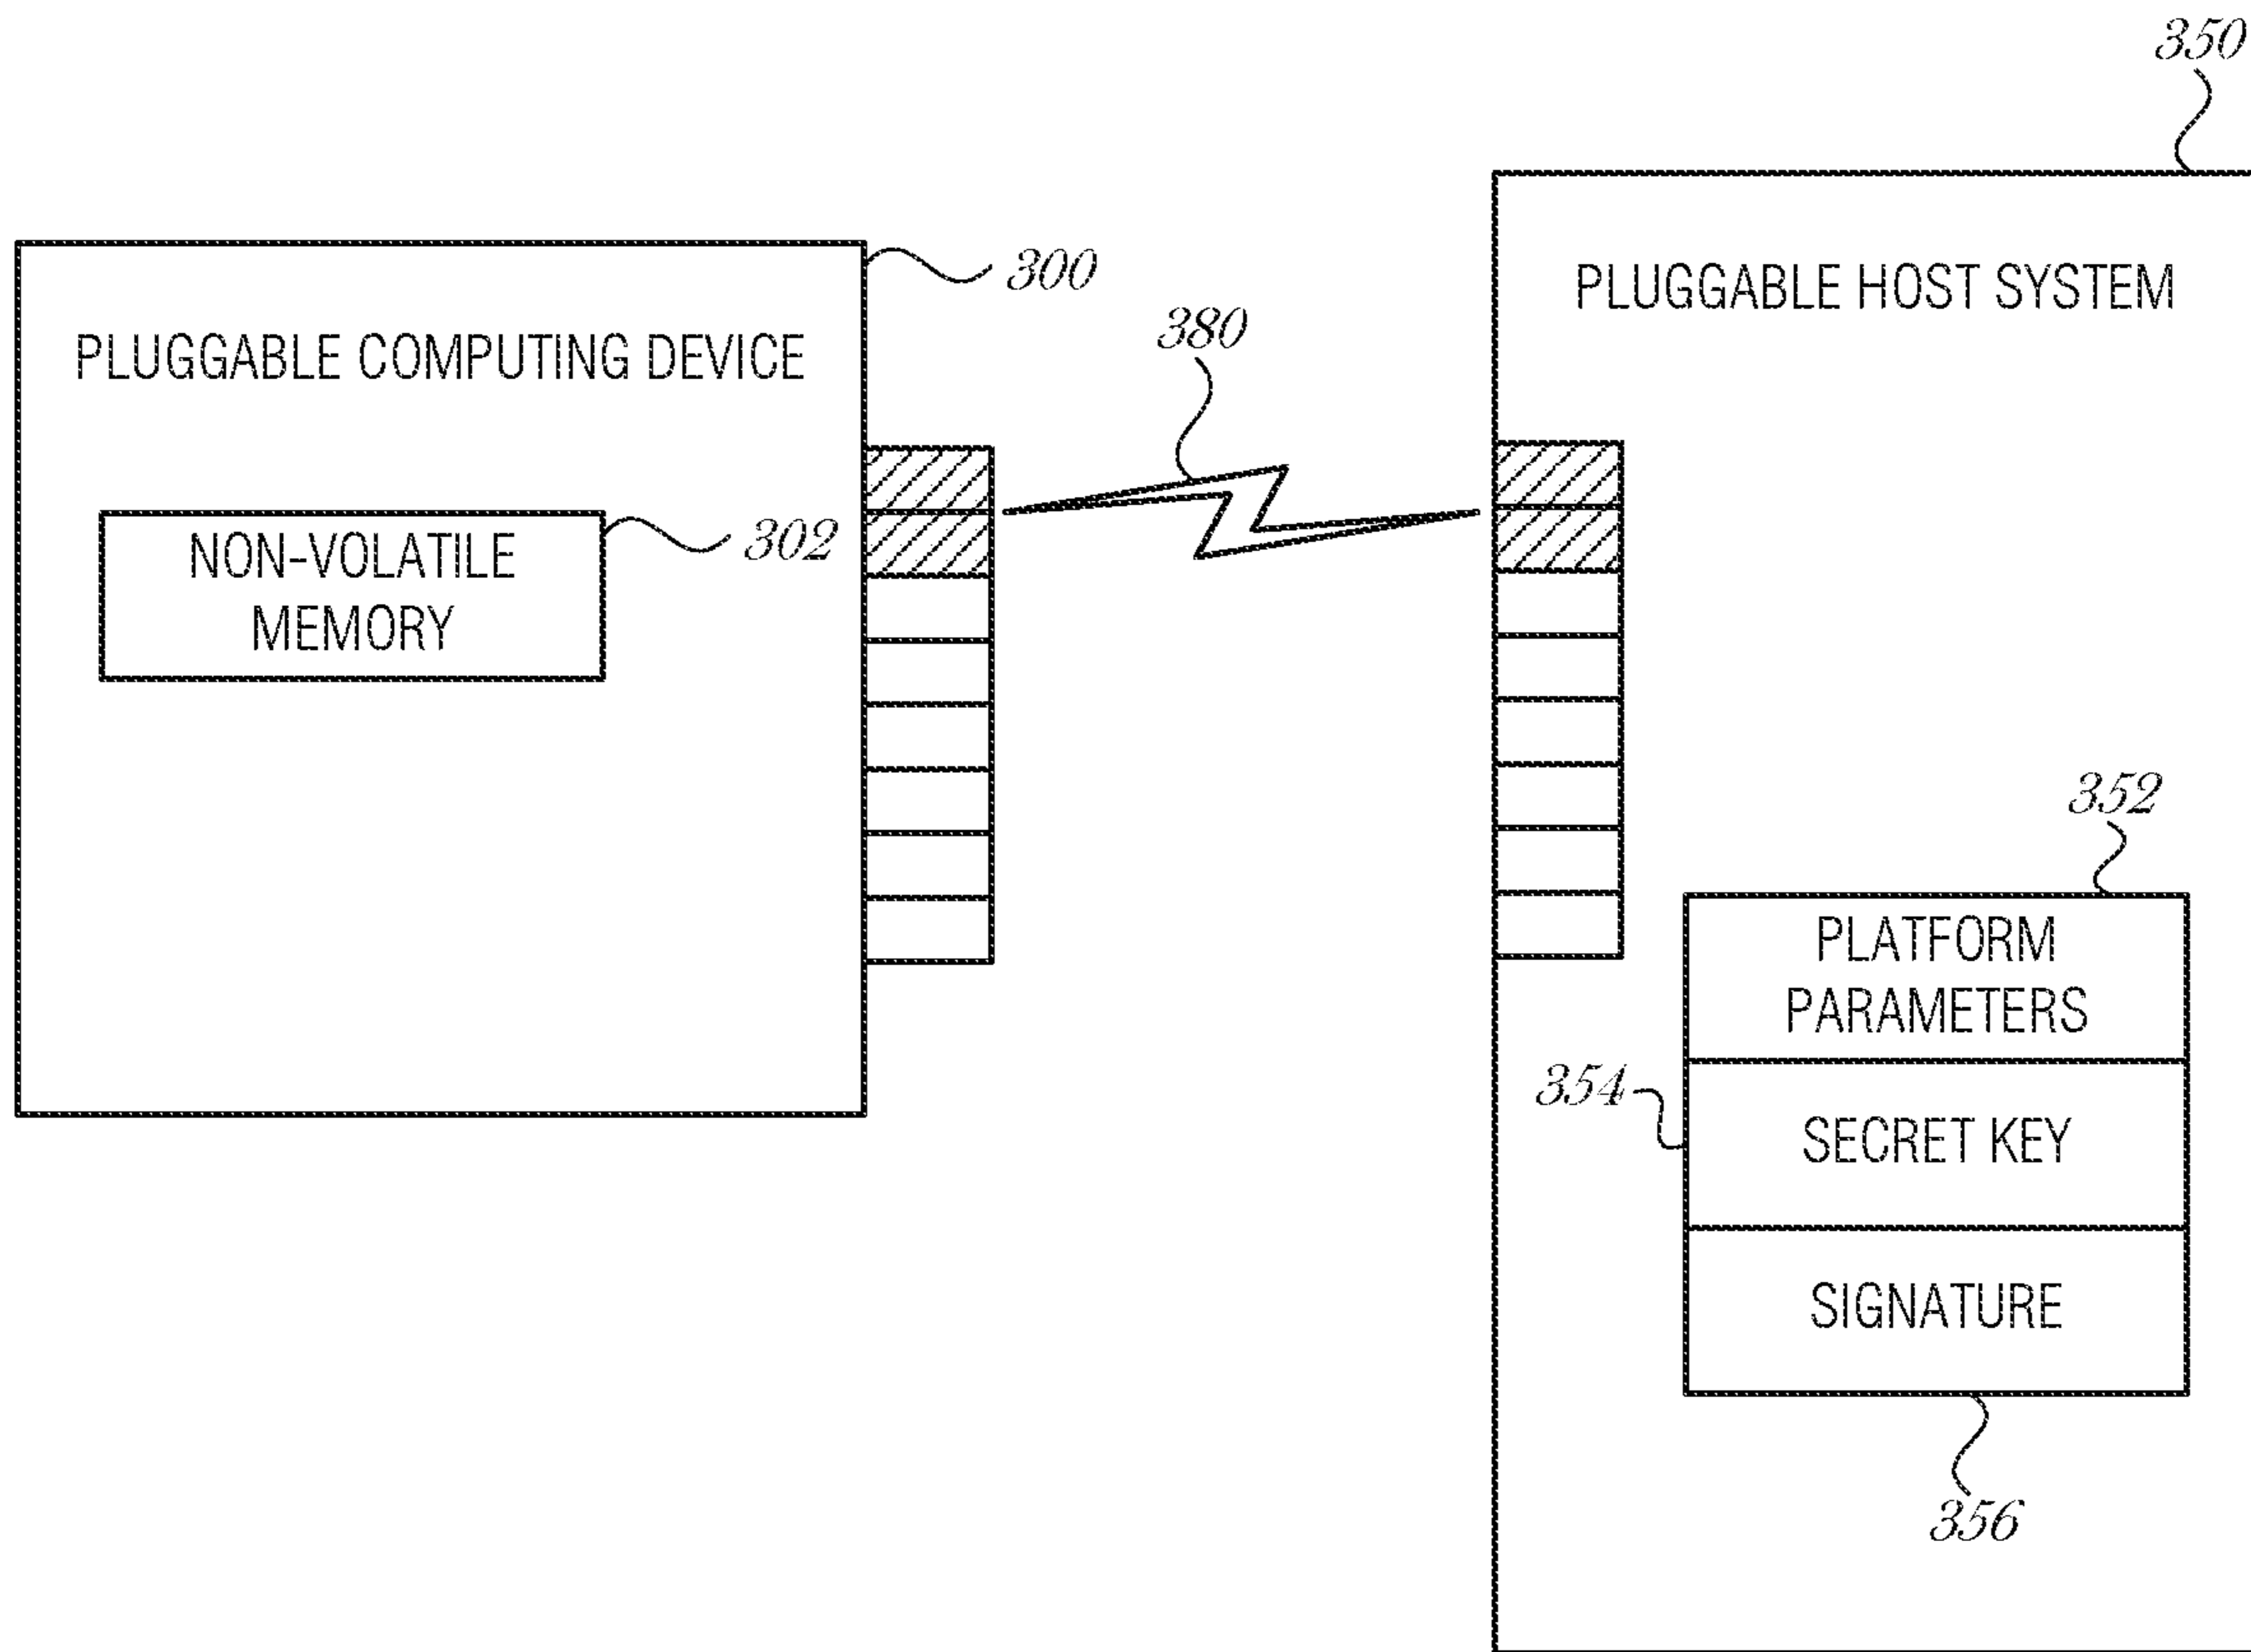 350
300
PLUGGABLE HOST SYSTEM
PLUGGABLE COMPUTING DEVICE
380
302
NON-VOLATILE
MEMORY
352
PLATFORM
PARAMETERS
354
SECRET KEY
SIGNATURE
356